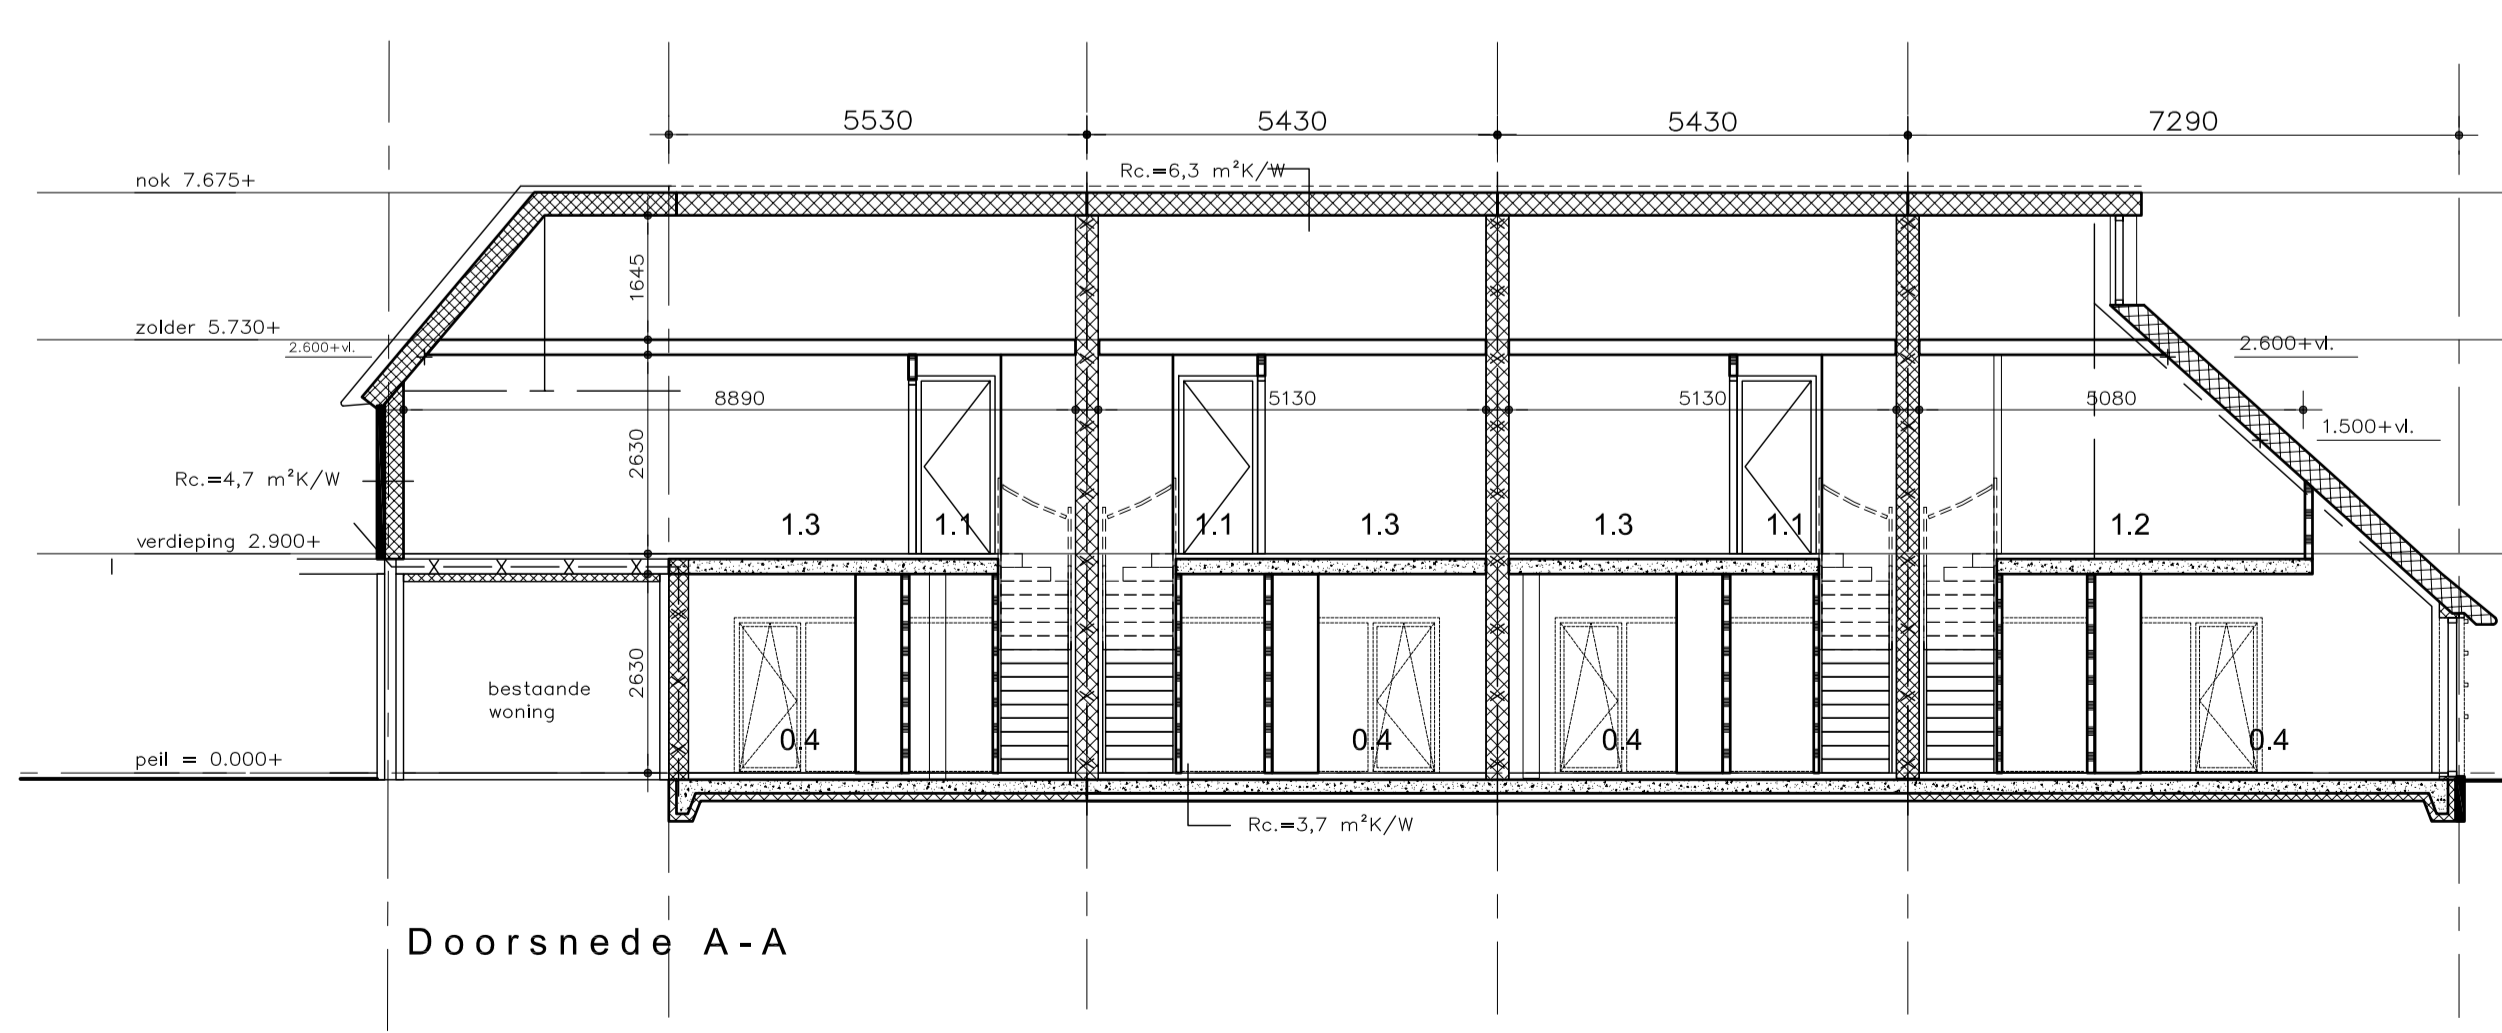 5530 5430 5430 7290
Rc.=6,3 m²K/W
nok 7.675+
1645
zolder 5.730+
2.600+vl. 2.600+vl.
8890 5130 5130 5080
1.500+vl.
2630
Rc.=4,7 m²K/W
1.3 1.1 1.1 1.3 1.3 1.1 1.2
verdieping 2.900+
2630
bestaande
woning
0.4 0.4 0.4 0.4
peil = 0.000+
Rc.=3,7 m²K/W
Doorsnede A-A